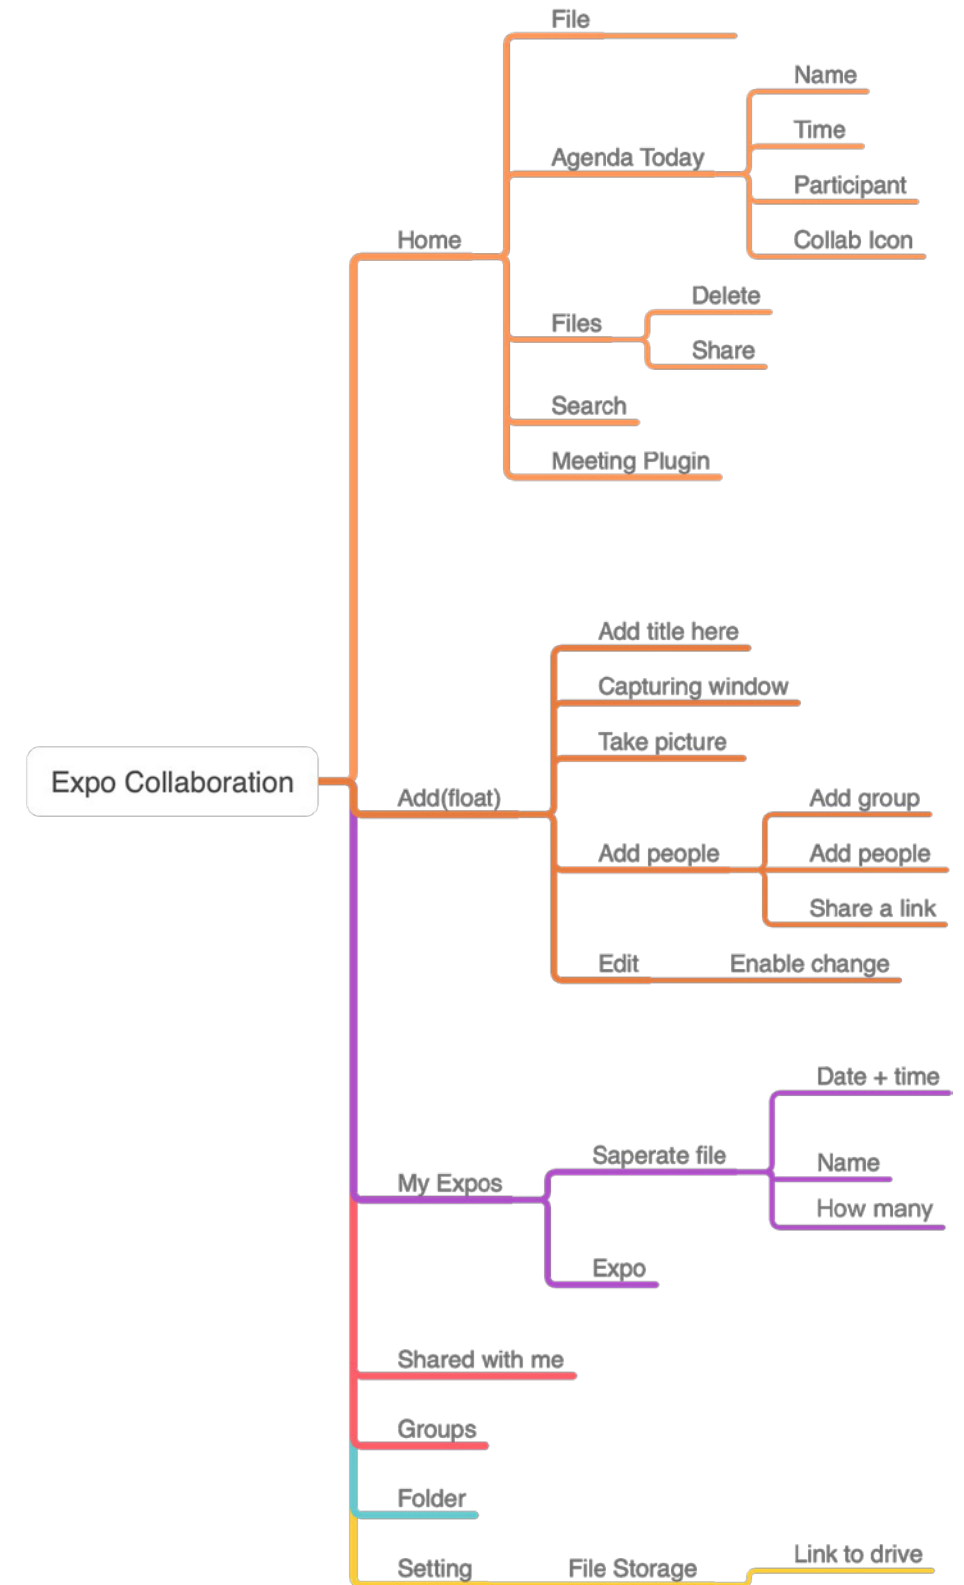 File
Name
Time
Agenda Today
Participant
Home
Collab Icon
Delete
Files
Share
Search
Meeting Plugin
Add title here
Capturing window
Take picture
Expo Collaboration
Add(float)
Add group
Add people
Add people
Share a link
Edit
Enable change
Date + time
Saperate file
Name
My Expos
How many
Expo
Shared with me
Groups
Folder
Link to drive
Setting
File Storage